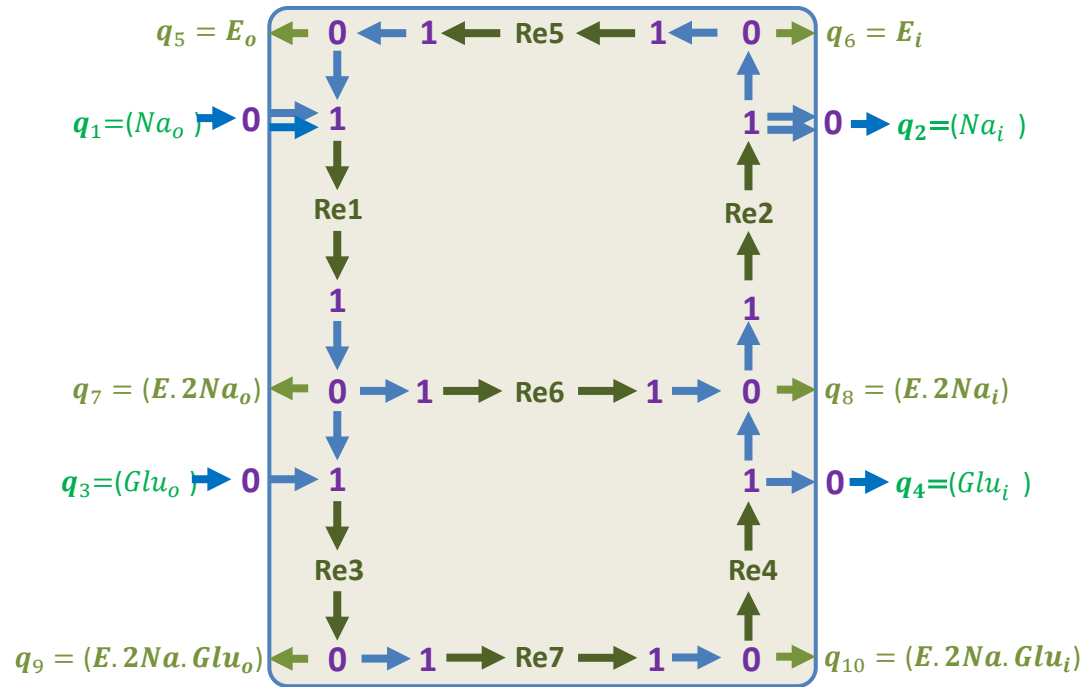 q₅ = Eₒ 0 1 Re5 1 0 q₆ = Eᵢ
q₁=(Naₒ ) 0 1 1 0 q₂=(Naᵢ )
Re1 Re2
1 1
q₇ = (E.2Naₒ) 0 1 Re6 1 0 q₈ = (E.2Naᵢ)
q₃=(Gluₒ ) 0 1 1 0 q₄=(Gluᵢ )
Re3 Re4
q₉ = (E.2Na.Gluₒ) 0 1 Re7 1 0 q₁₀ = (E.2Na.Gluᵢ)